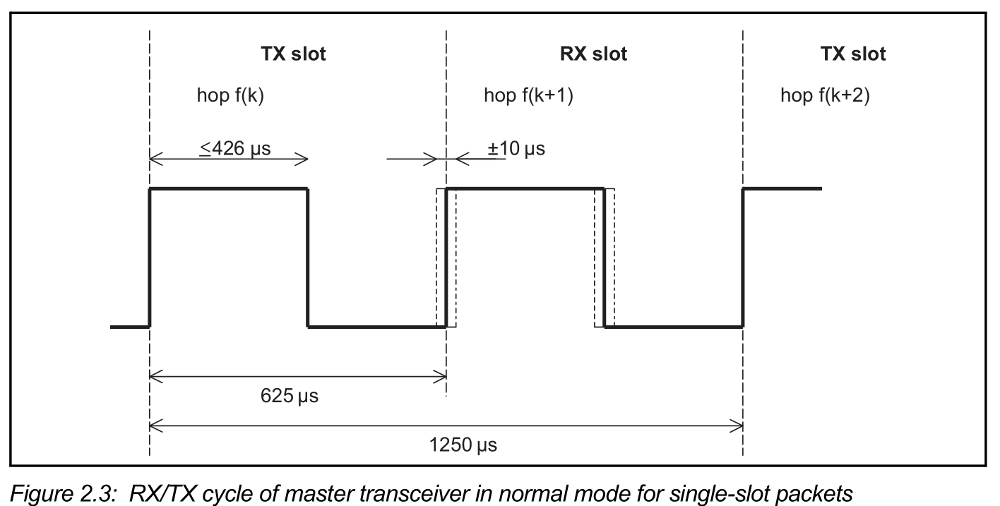 TX slot RX slot TX slot
hop f(k) hop f(k+1) hop f(k+2)
≤426 µs ±10 µs
625 µs
1250 µs
Figure 2.3: RX/TX cycle of master transceiver in normal mode for single-slot packets